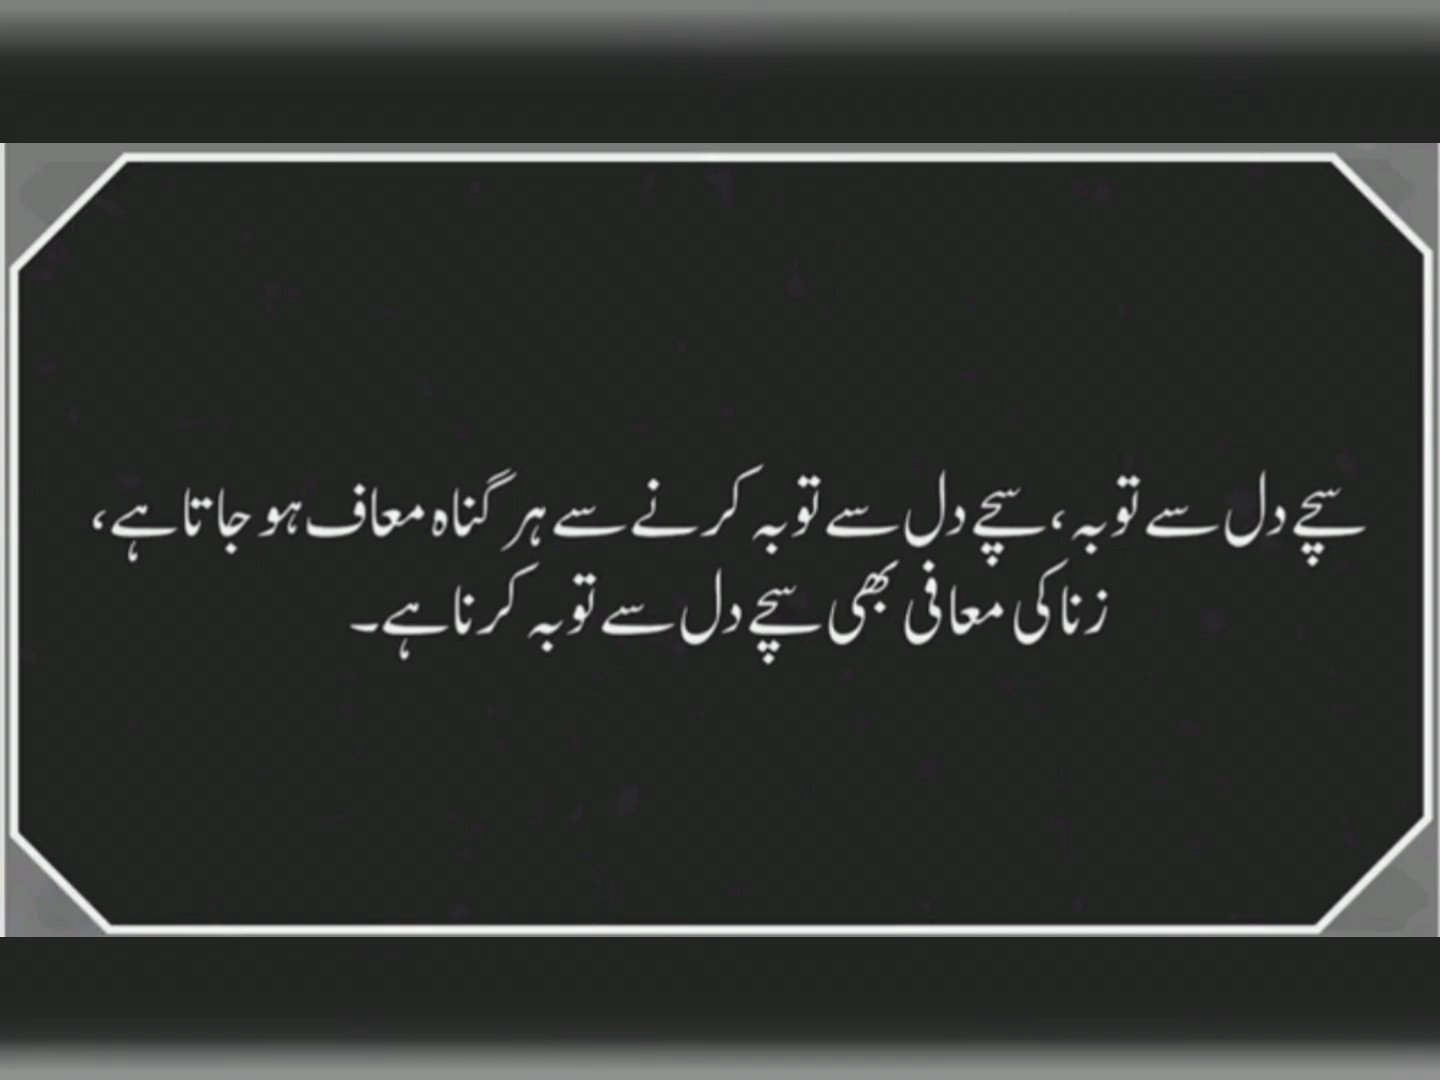 سچے دل سے توبہ، سچے دل سے توبہ کرنے سے ہر گناہ معاف ہو جاتا ہے،
زنا کی معافی بھی سچے دل سے توبہ کرنا ہے۔